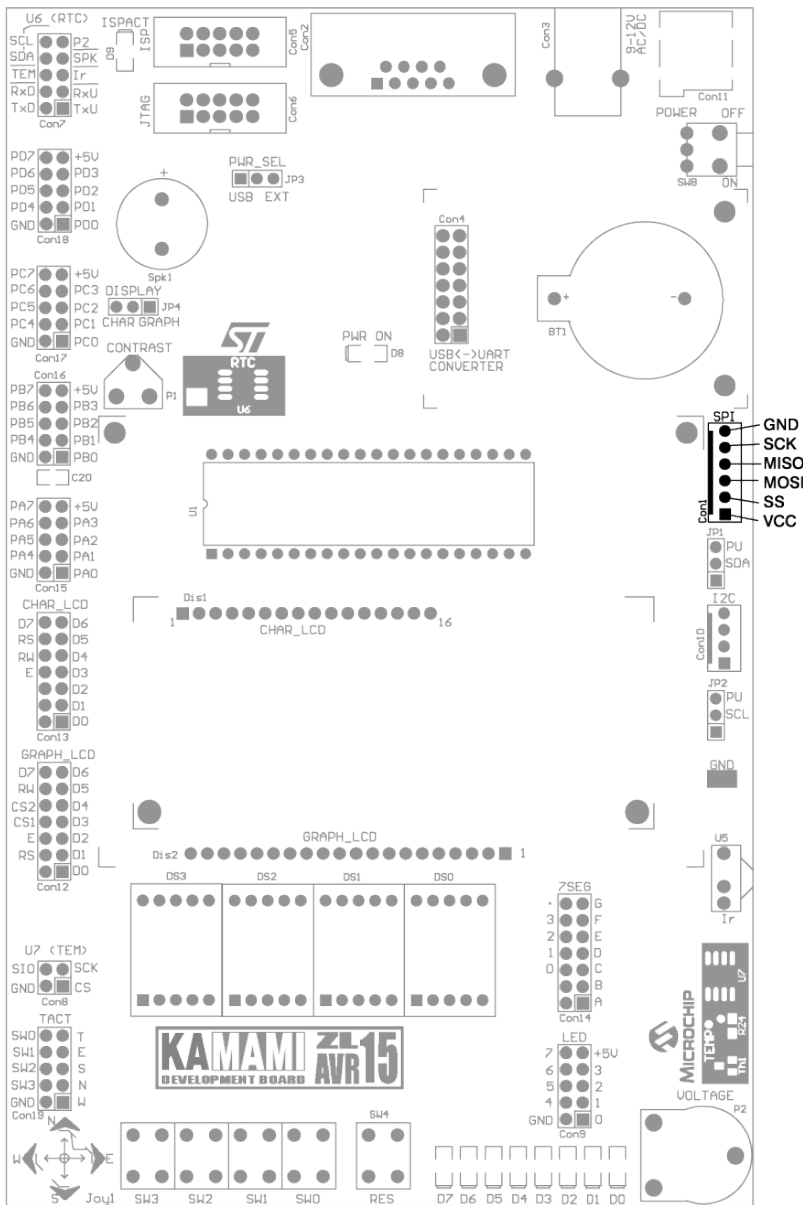 U6 (RTC)
SCL P2
SDA SPK
TEM Ir
RxD RxU
TxD TxU
Con7
ISPACT
D9
ISP
Con5
JTAG
Con6
Con2
Con3
9-12V
AC/DC
Con11
POWER OFF
SW8 ON
PD7 +5V
PD6 PD3
PD5 PD2
PD4 PD1
GND PD0
Con18
+
Spk1
PWR_SEL
JP3
USB EXT
Con4
USB<->UART
CONVERTER
+ -
BT1
PC7 +5V
PC6 PC3
PC5 PC2
PC4 PC1
GND PC0
Con17
DISPLAY
JP4
CHAR GRAPH
CONTRAST
P1
ST
RTC
U6
PWR ON
D8
Con16
PB7 +5V
PB6 PB3
PB5 PB2
PB4 PB1
GND PB0
C20
SPI
GND
SCK
MISO
MOSI
SS
VCC
Con1
U1
PA7 +5V
PA6 PA3
PA5 PA2
PA4 PA1
GND PA0
Con15
JP1
PU
SDA
I2C
Con10
JP2
PU
SCL
GND
Dis1
1 16
CHAR_LCD
CHAR_LCD
D7 D6
RS D5
RW D4
E D3
D2
D1
D0
Con13
GRAPH_LCD
D7 D6
RW D5
CS2 D4
CS1 D3
E D2
RS D1
D0
Con12
GRAPH_LCD
Dis2 1
DS3 DS2 DS1 DS0
7SEG
. G
3 F
2 E
1 D
0 C
B
A
Con14
U5
Ir
U7 (TEM)
SIO SCK
GND CS
Con8
TACT
SW0 T
SW1 E
SW2 S
SW3 N
GND W
Con19
KAMAMI ZL
AVR 15
DEVELOPMENT BOARD
LED
7 +5V
6 3
5 2
4 1
GND 0
Con9
MICROCHIP
TEMP
U7
R24
Th1
VOLTAGE
P2
N
W E
S
Joy1
SW3 SW2 SW1 SW0
SW4
RES
D7 D6 D5 D4 D3 D2 D1 D0